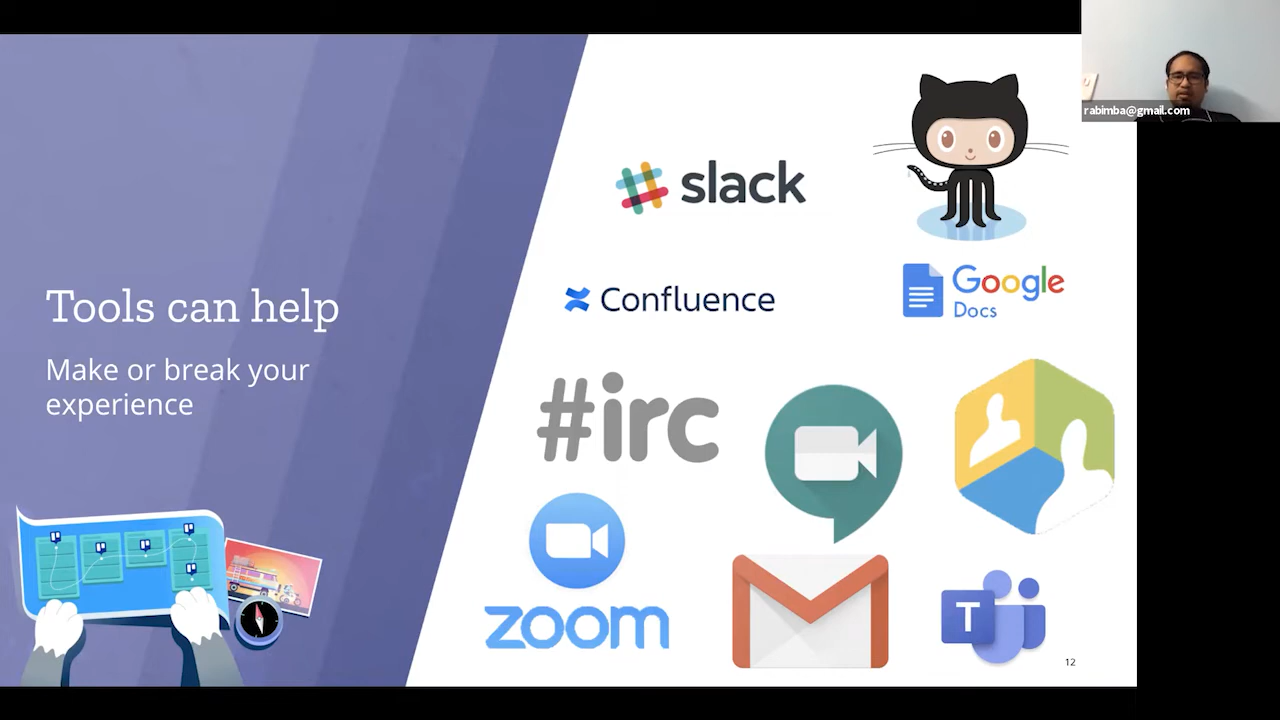 rabimba@gmail.com
Tools can help
Make or break your
experience
slack
Confluence
Google
Docs
#irc
zoom
T
12